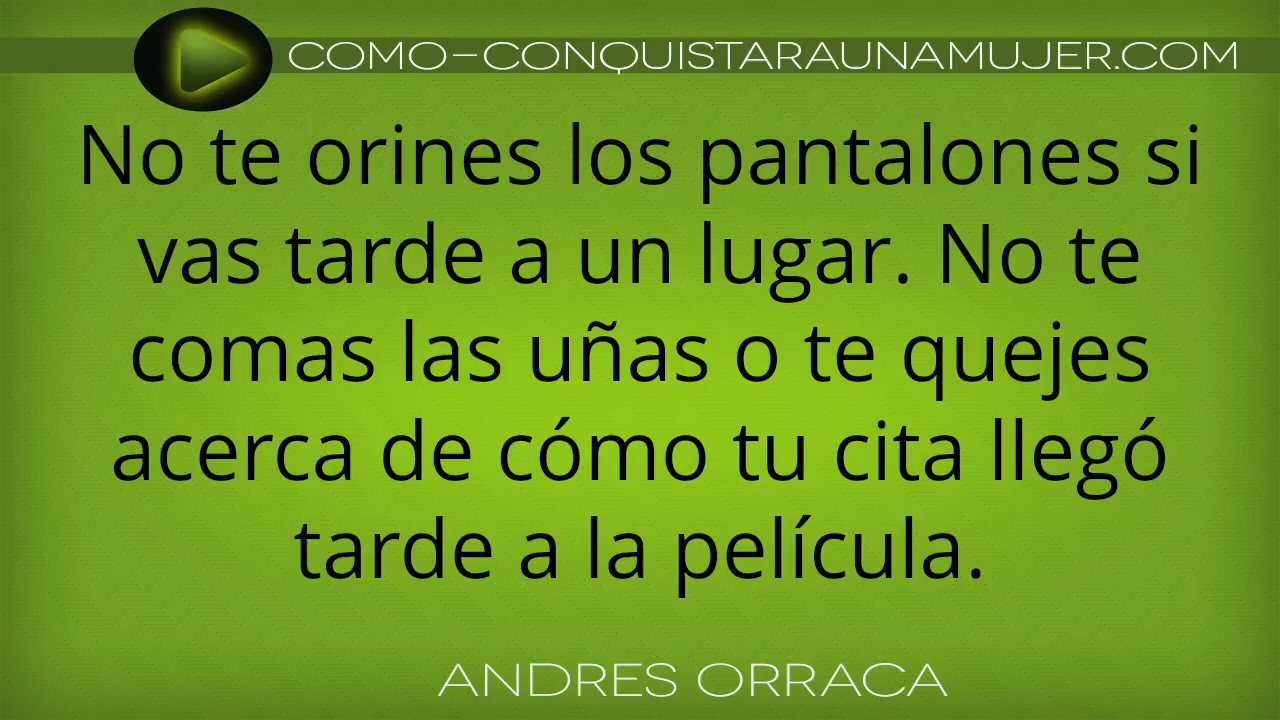 COMO-CONQUISTARAUNAMUJER.COM
No te orines los pantalones si
vas tarde a un lugar. No te
comas las uñas o te quejes
acerca de cómo tu cita llegó
tarde a la película.
ANDRES ORRACA